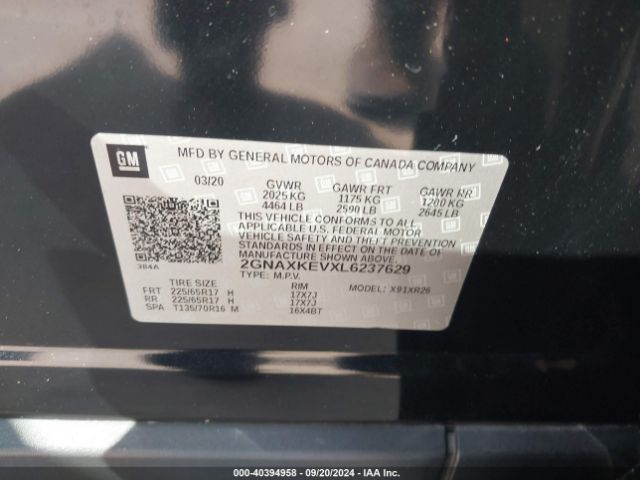 GM
MFD BY GENERAL MOTORS OF CANADA COMPANY
03/20 GVWR GAWR FRT GAWR RR
2025 KG 1175 KG 1200 KG
4464 LB 2590 LB 2645 LB
THIS VEHICLE CONFORMS TO ALL
APPLICABLE U.S. FEDERAL MOTOR
VEHICLE SAFETY AND THEFT PREVENTION
STANDARDS IN EFFECT ON THE DATE OF
MANUFACTURE SHOWN ABOVE.
384A
2GNAXKEVXL6237629
TYPE: M.P.V. MODEL: X91XR26
TIRE SIZE RIM
FRT 225/65R17 H 17X7J
RR 225/65R17 H 17X7J
SPA T135/70R16 M 16X4BT
000-40394958 - 09/20/2024 - IAA Inc.